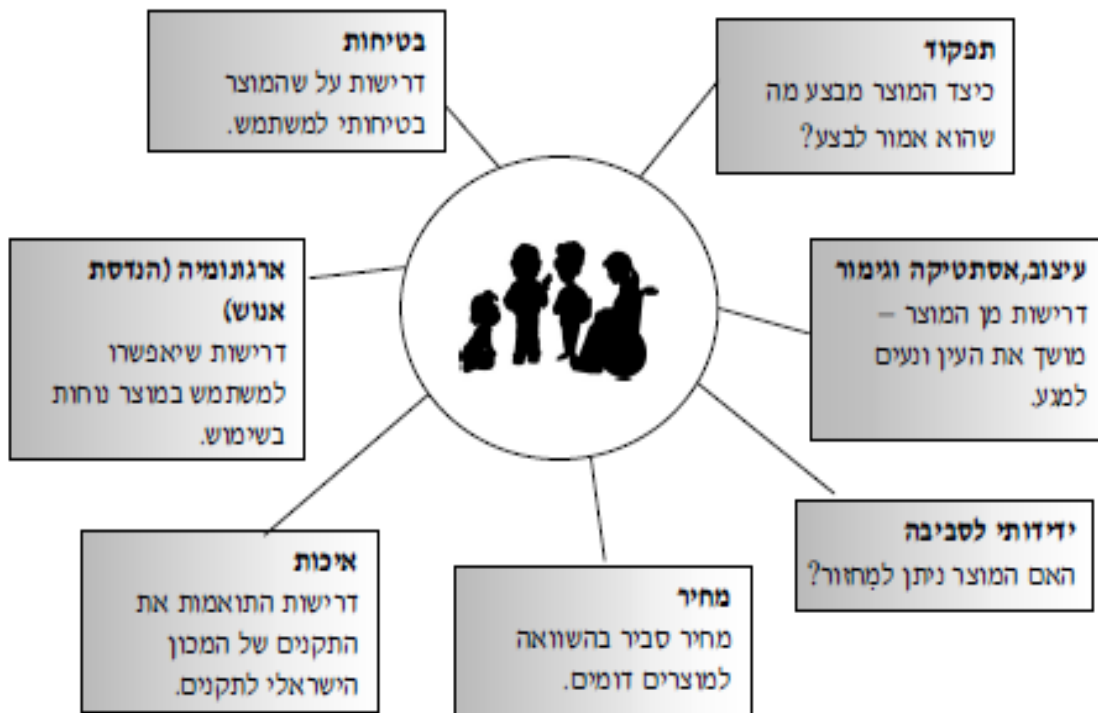 תפקוד
כיצד המוצר מבצע מה
שהוא אמור לבצע?
עיצוב,אסתטיקה וגימור
דרישות מן המוצר –
מושך את העין ונעים
למגע.
ידידותי לסביבה
האם המוצר ניתן למִחזור?
מחיר
מחיר סביר בהשוואה
למוצרים דומים.
איכות
דרישות התואמות את
התקנים של המכון
הישראלי לתקנים.
ארגונומיה (הנדסת
אנוש)
דרישות שיאפשרו
למשתמש במוצר נוחות
בשימוש.
בטיחות
דרישות על שהמוצר
בטיחותי למשתמש.